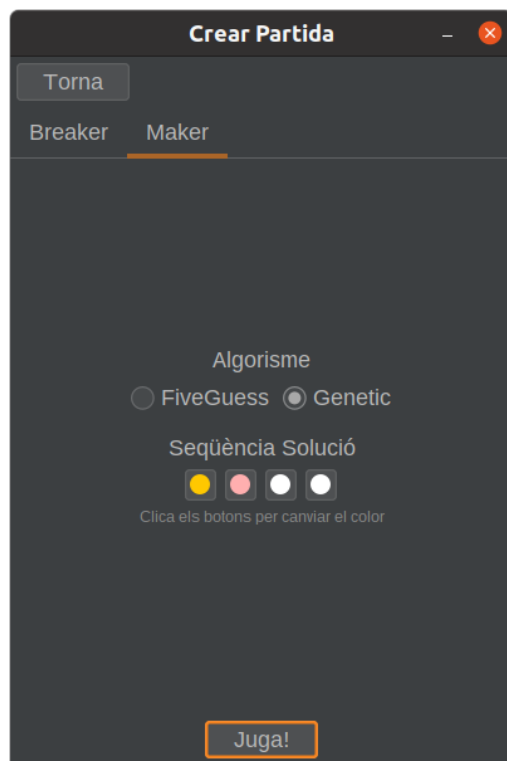 Crear Partida
Torna
Breaker Maker
Algorisme
FiveGuess Genetic
Seqüència Solució
Clica els botons per canviar el color
Juga!